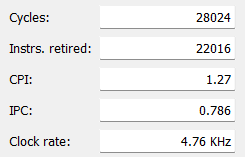 Cycles: 28024
Instrs. retired: 22016
CPI: 1.27
IPC: 0.786
Clock rate: 4.76 KHz